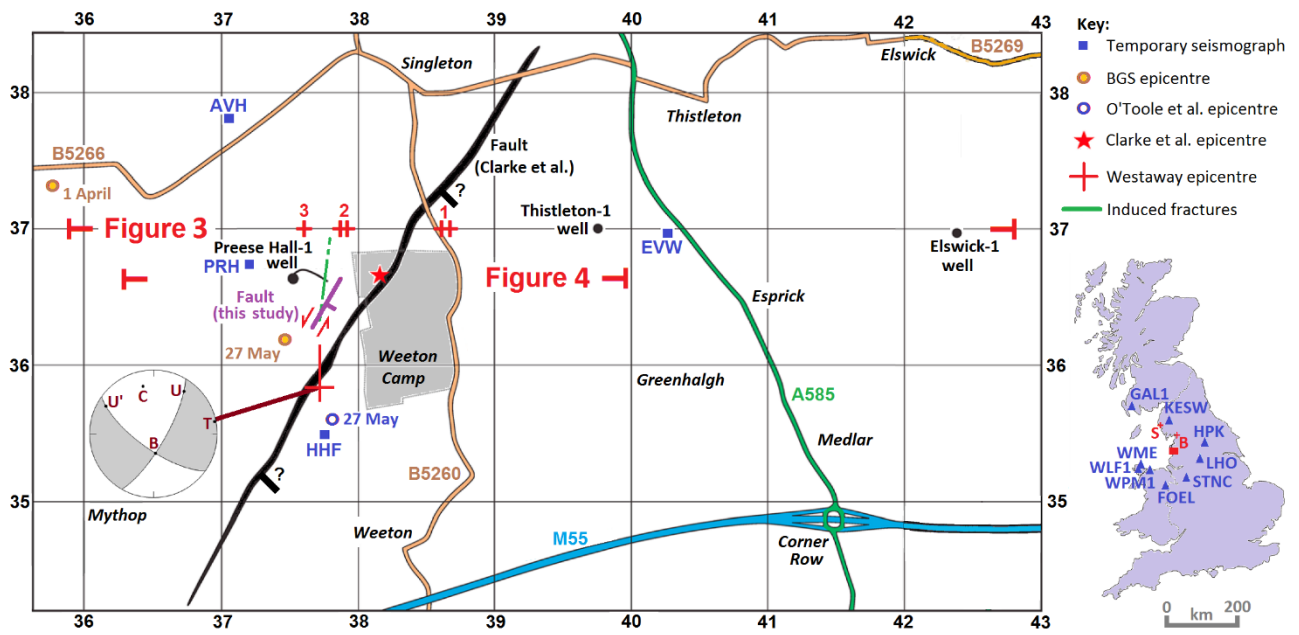 36 37 38 39 40 41 42 43
Key:
Temporary seismograph
BGS epicentre
O'Toole et al. epicentre
Clarke et al. epicentre
Westaway epicentre
Induced fractures
Elswick
B5269
Singleton
38
38
AVH
Thistleton
Fault
(Clarke et al.)
B5266
?
1 April
3 2 1
37
Figure 3
Thistleton-1
well
37
Preese Hall-1
well
EVW
Elswick-1
well
PRH
Figure 4
Fault
(this study)
Esprick
27 May
36
Weeton
Camp
Greenhalgh
36
A585
U'
C
U
T
B
27 May
HHF
Medlar
B5260
?
35
35
Mythop
Weeton
M55
Corner
Row
36 37 38 39 40 41 42 43
GAL1
KESW
S
HPK
B
WME
WLF1
LHO
WPM1
STNC
FOEL
0 200
km